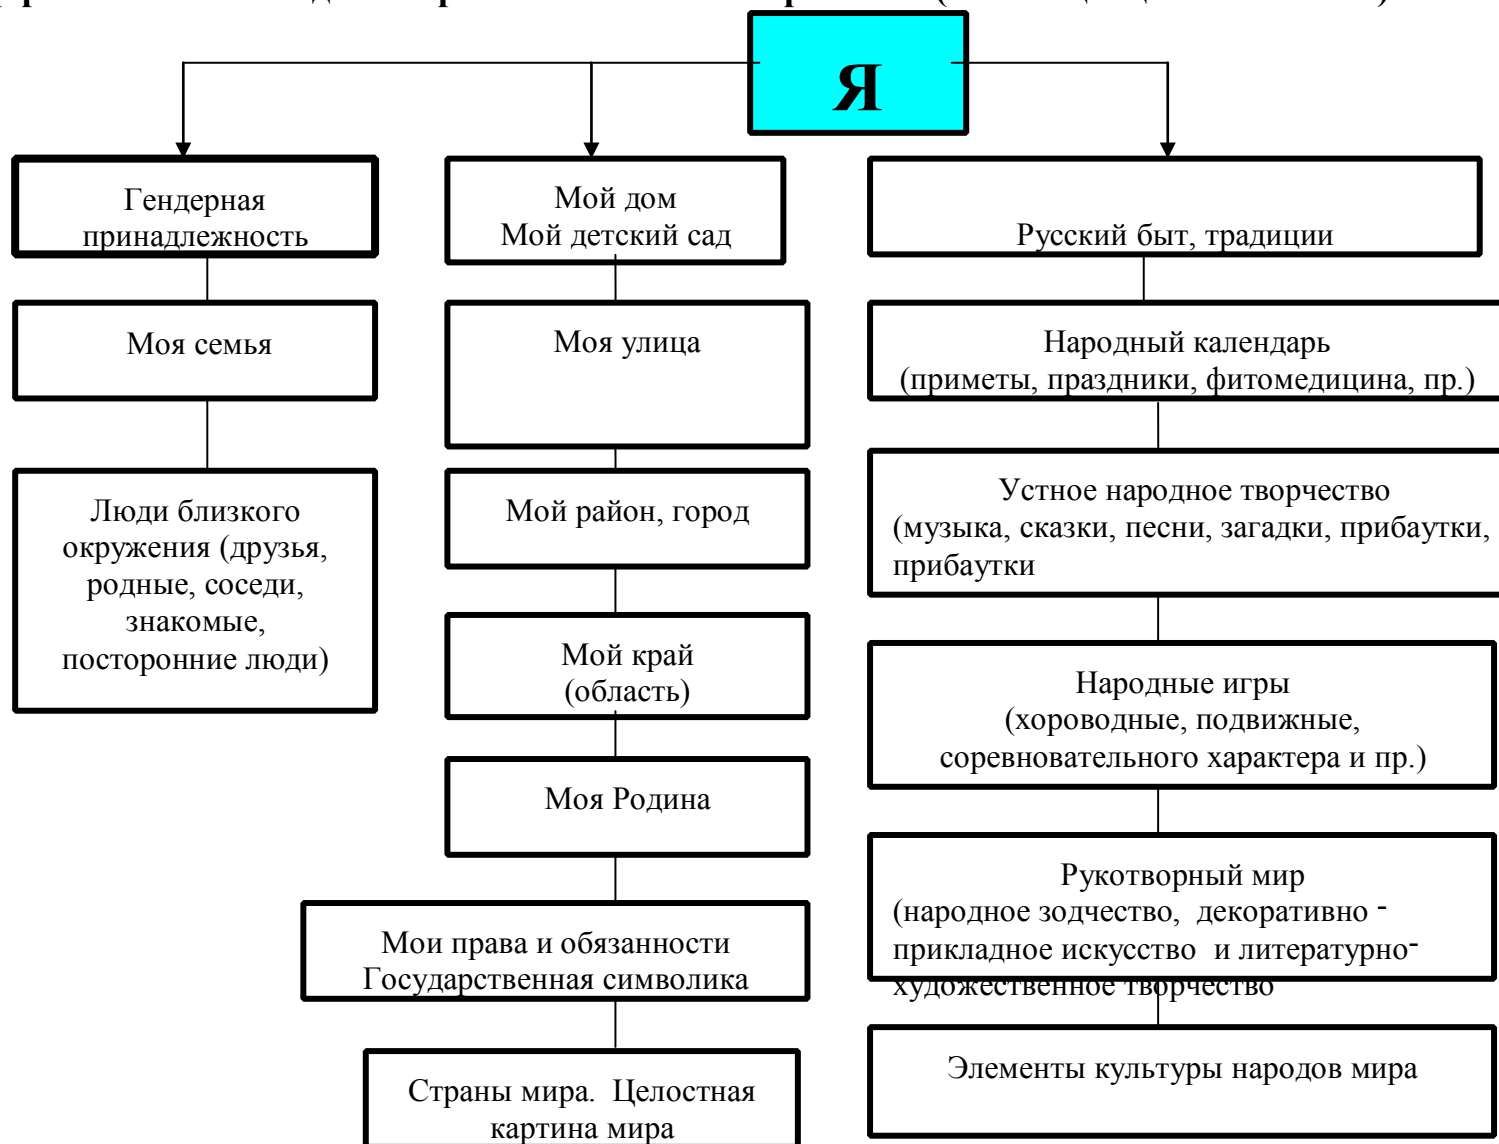 Я
Гендерная
принадлежность
Моя семья
Люди близкого
окружения (друзья,
родные, соседи,
знакомые,
посторонние люди)
Мой дом
Мой детский сад
Моя улица
Мой район, город
Мой край
(область)
Моя Родина
Мои права и обязанности
Государственная символика
Страны мира. Целостная
картина мира
Русский быт, традиции
Народный календарь
(приметы, праздники, фитомедицина, пр.)
Устное народное творчество
(музыка, сказки, песни, загадки, прибаутки,
прибаутки
Народные игры
(хороводные, подвижные,
соревновательного характера и пр.)
Рукотворный мир
(народное зодчество, декоративно -
прикладное искусство и литературно-
художественное творчество
Элементы культуры народов мира